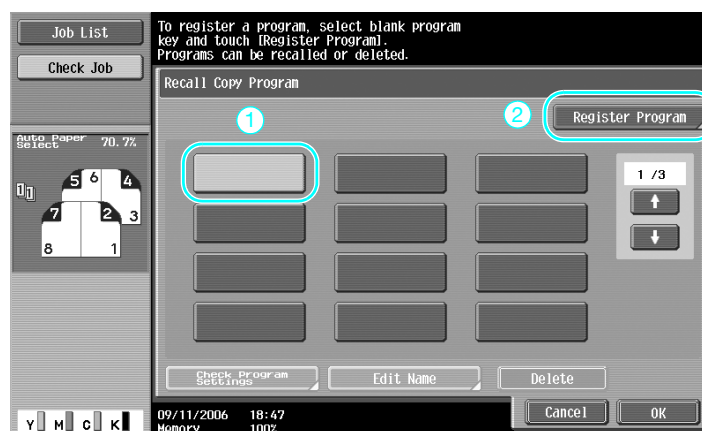 Job List
Check Job
To register a program, select blank program
key and touch [Register Program].
Programs can be recalled or deleted.
Recall Copy Program
1
2
Register Program
Auto Paper
Select
70.7%
1 /3
1
1
5
6
4
7
2
3
8
1
Check Program
Settings
Edit Name
Delete
Cancel
OK
Y M C K
09/11/2006 18:47
Memory 100%